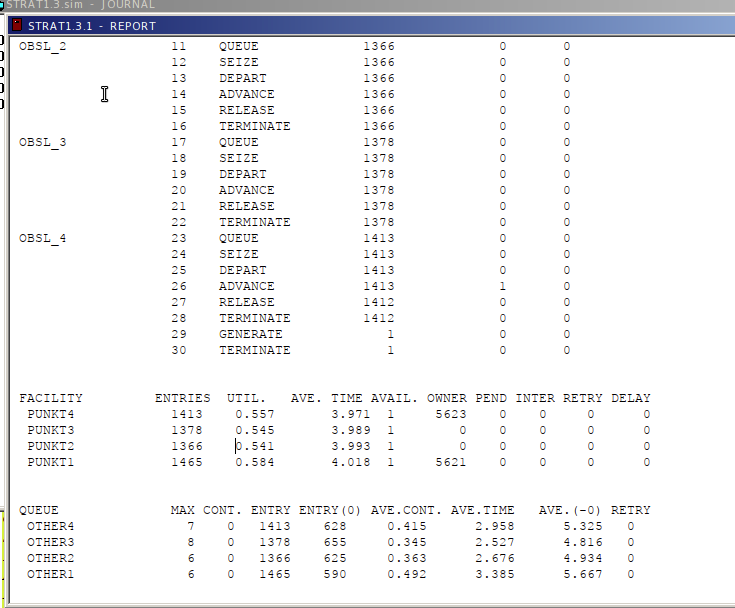 STRAT1.3 sim - JOURNAL
STRAT1.3.1 - REPORT
OBSL_2 11 QUEUE 1366 0 0
12 SEIZE 1366 0 0
13 DEPART 1366 0 0
14 ADVANCE 1366 0 0
15 RELEASE 1366 0 0
16 TERMINATE 1366 0 0
OBSL_3 17 QUEUE 1378 0 0
18 SEIZE 1378 0 0
19 DEPART 1378 0 0
20 ADVANCE 1378 0 0
21 RELEASE 1378 0 0
22 TERMINATE 1378 0 0
OBSL_4 23 QUEUE 1413 0 0
24 SEIZE 1413 0 0
25 DEPART 1413 0 0
26 ADVANCE 1413 1 0
27 RELEASE 1412 0 0
28 TERMINATE 1412 0 0
29 GENERATE 1 0 0
30 TERMINATE 1 0 0
FACILITY ENTRIES UTIL. AVE. TIME AVAIL. OWNER PEND INTER RETRY DELAY
PUNKT4 1413 0.557 3.971 1 5623 0 0 0 0
PUNKT3 1378 0.545 3.989 1 0 0 0 0 0
PUNKT2 1366 0.541 3.993 1 0 0 0 0 0
PUNKT1 1465 0.584 4.018 1 5621 0 0 0 0
QUEUE MAX CONT. ENTRY ENTRY(0) AVE.CONT. AVE.TIME AVE.(-0) RETRY
OTHER4 7 0 1413 628 0.415 2.958 5.325 0
OTHER3 8 0 1378 655 0.345 2.527 4.816 0
OTHER2 6 0 1366 625 0.363 2.676 4.934 0
OTHER1 6 0 1465 590 0.492 3.385 5.667 0